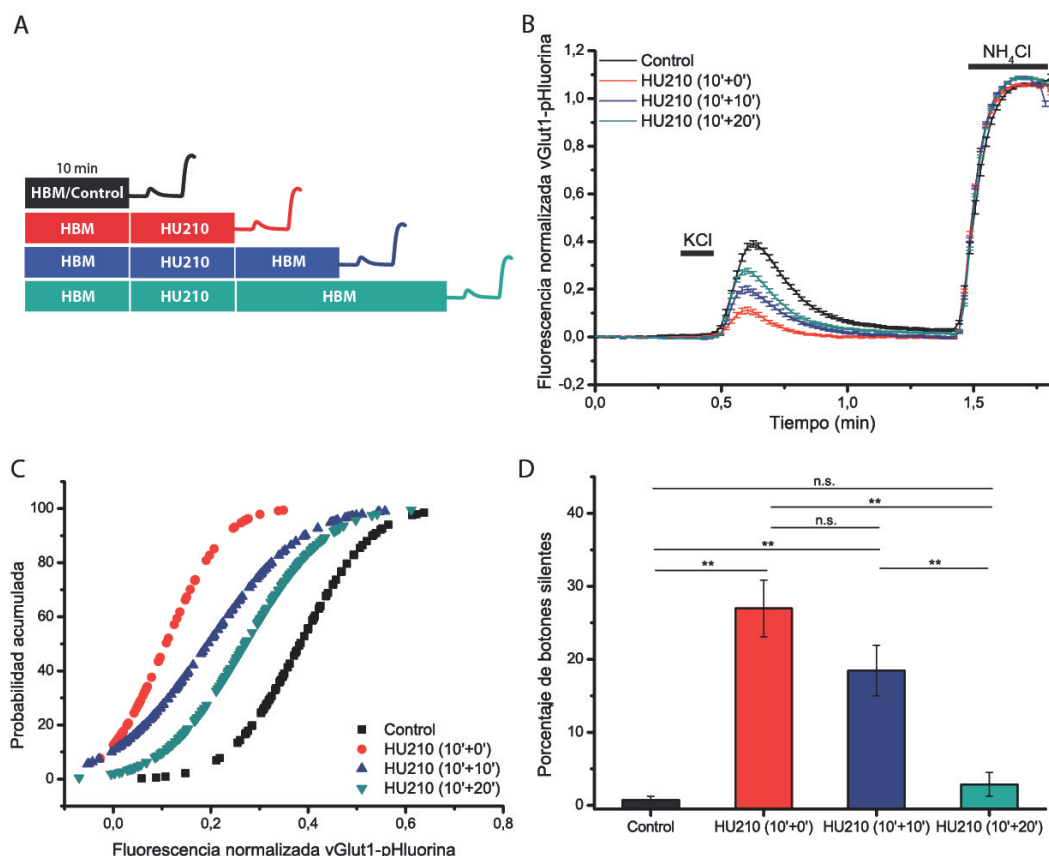 A
10 min
HBM/Control
HBM HU210
HBM HU210 HBM
HBM HU210 HBM
B
Fluorescencia normalizada vGlut1-pHluorina
1,2
1,0
0,8
0,6
0,4
0,2
0,0
-0,2
Control
HU210 (10'+0')
HU210 (10'+10')
HU210 (10'+20')
KCl
NH4Cl
0,0 0,5 1,0 1,5
Tiempo (min)
C
Probabilidad acumulada
100
80
60
40
20
0
Control
HU210 (10'+0')
HU210 (10'+10')
HU210 (10'+20')
0,0 0,2 0,4 0,6 0,8
Fluorescencia normalizada vGlut1-pHluorina
D
Porcentaje de botones silentes
40
30
20
10
0
n.s.
**
n.s.
**
**
**
Control HU210 (10'+0') HU210 (10'+10') HU210 (10'+20')